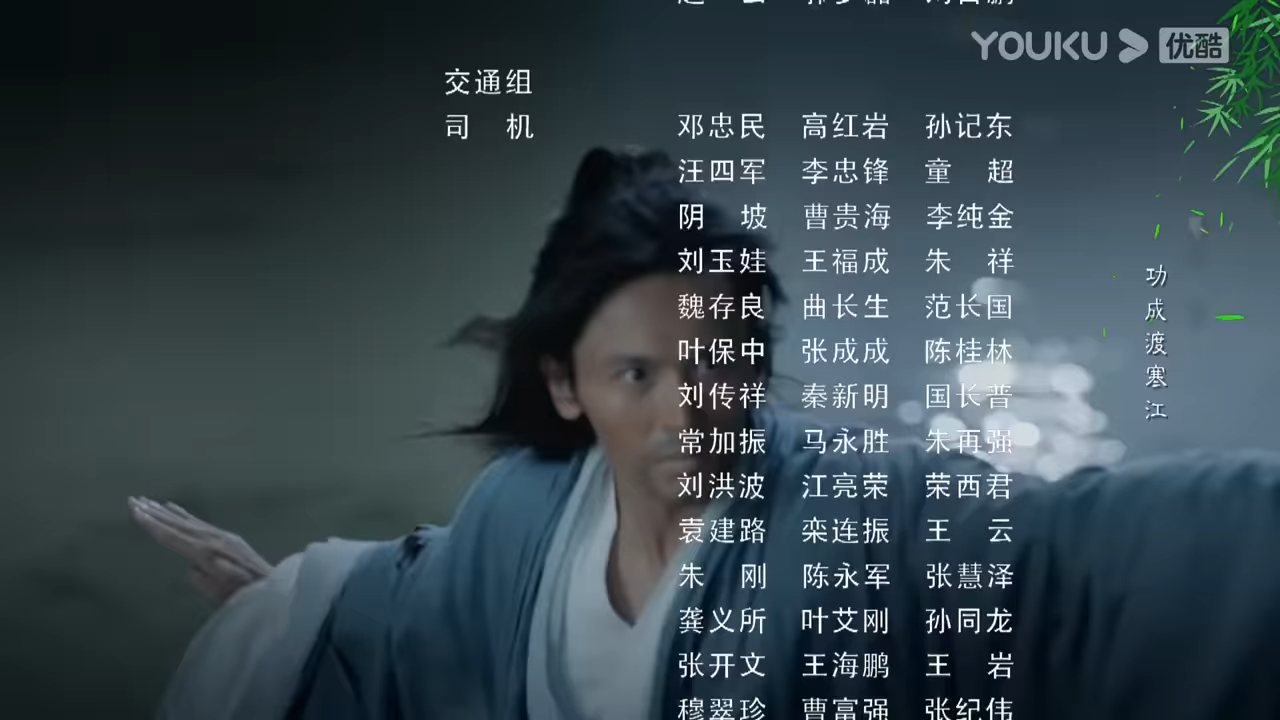 YOUKU 优酷
交通组
司 机
邓忠民 高红岩 孙记东
汪四军 李忠锋 童 超
阴 坡 曹贵海 李纯金
刘玉娃 王福成 朱 祥
魏存良 曲长生 范长国
叶保中 张成成 陈桂林
刘传祥 秦新明 国长普
常加振 马永胜 朱再强
刘洪波 江亮荣 荣西君
袁建路 栾连振 王 云
朱 刚 陈永军 张慧泽
龚义所 叶艾刚 孙同龙
张开文 王海鹏 王 岩
穆翠珍 曹富强 张纪伟
功成渡寒江